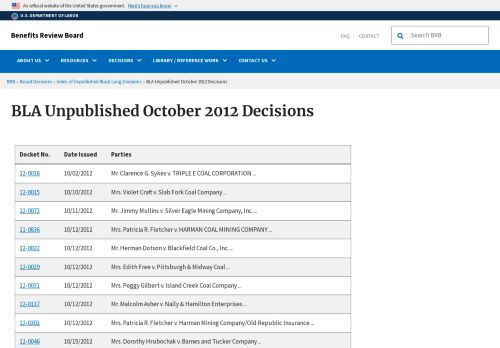 An official website of the United States government. Here's how you know
U.S. DEPARTMENT OF LABOR
Benefits Review Board
FAQ CONTACT
Search BRB
ABOUT US RESOURCES DECISIONS LIBRARY / REFERENCE WORK CONTACT US
BRB › Board Decisions › Index of Unpublished Black Lung Decisions › BLA Unpublished October 2012 Decisions
BLA Unpublished October 2012 Decisions
Docket No. Date Issued Parties
12-0018 10/02/2012 Mr. Clarence G. Sykes v. TRIPLE E COAL CORPORATION ...
12-0015 10/10/2012 Mrs. Violet Craft v. Slab Fork Coal Company ...
12-0073 10/11/2012 Mr. Jimmy Mullins v. Silver Eagle Mining Company, Inc. ...
11-0836 10/12/2012 Mrs. Patricia R. Fletcher v. HARMAN COAL MINING COMPANY ...
12-0022 10/12/2012 Mr. Herman Dotson v. Blackfield Coal Co., Inc. ...
12-0029 10/12/2012 Mrs. Edith Free v. Pittsburgh & Midway Coal ...
12-0031 10/12/2012 Mrs. Peggy Gilbert v. Island Creek Coal Company ...
12-0137 10/12/2012 Mr. Malcolm Asher v. Nally & Hamilton Enterprises ...
12-0302 10/12/2012 Mrs. Patricia R. Fletcher v. Harman Mining Company/Old Republic Insurance ...
12-0046 10/15/2012 Mrs. Dorothy Hrubochak v. Barnes and Tucker Company ...